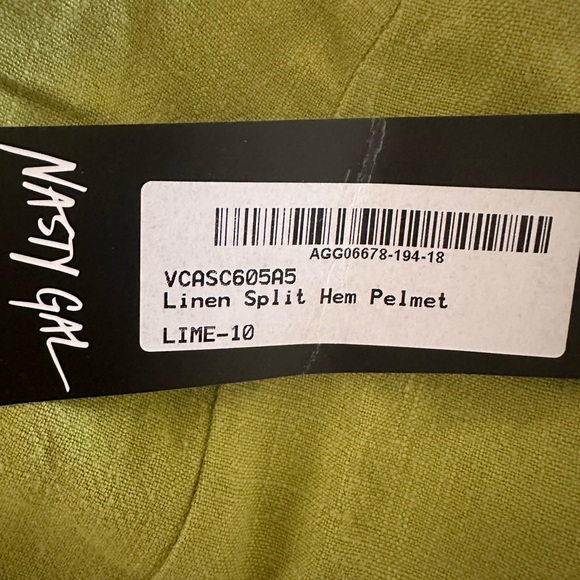 NASTY GAL
AGG06678-194-18
VCASC605A5
Linen Split Hem Pelmet
LIME-10